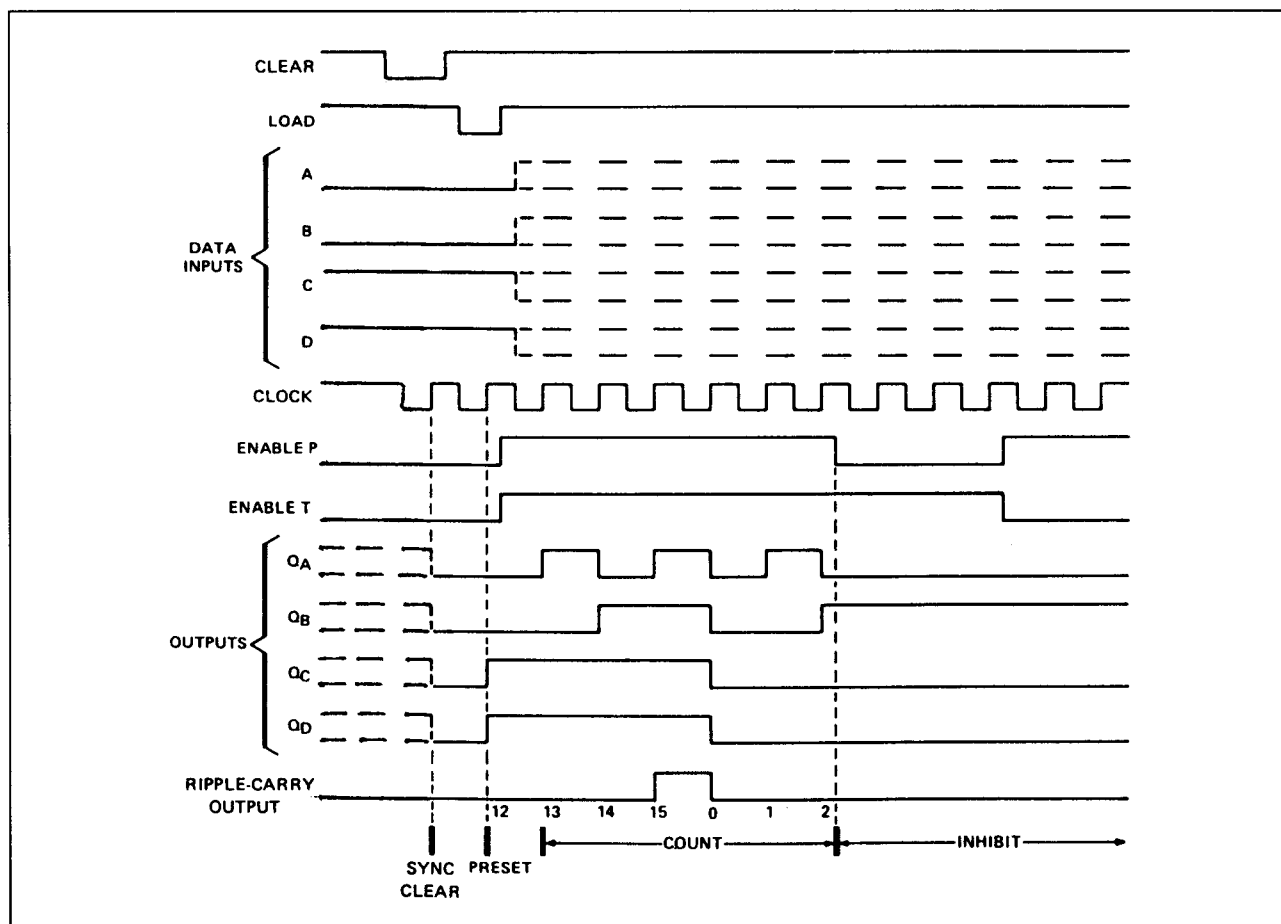 CLEAR
LOAD
A
B
DATA
INPUTS
C
D
CLOCK
ENABLE P
ENABLE T
QA
QB
OUTPUTS
QC
QD
RIPPLE-CARRY
OUTPUT
12 13 14 15 0 1 2
COUNT INHIBIT
SYNC PRESET
CLEAR